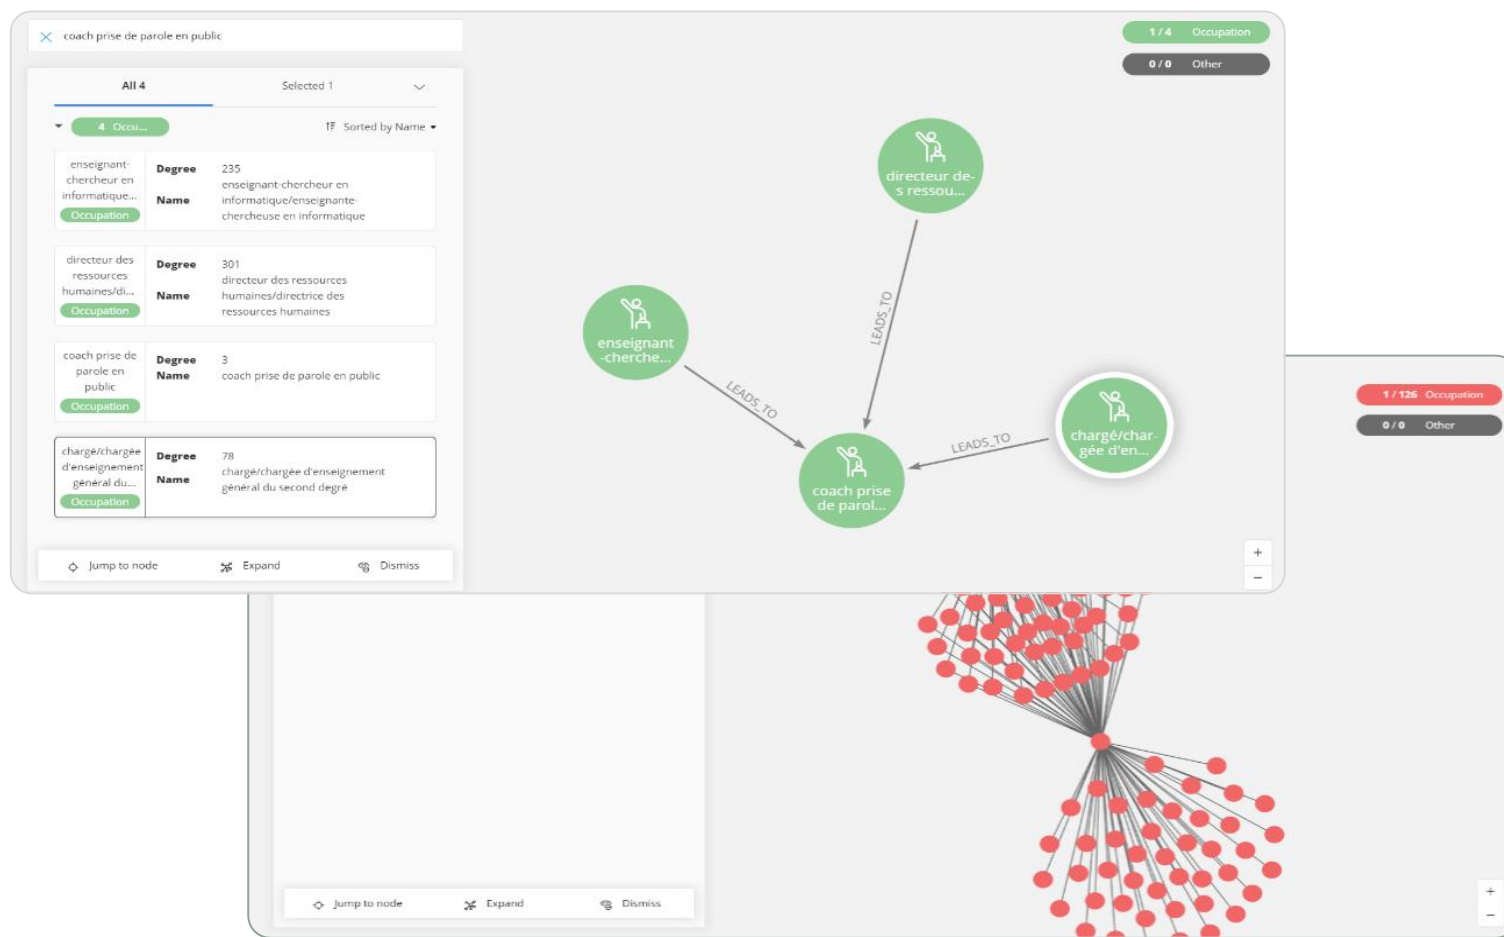 coach prise de parole en public
All 4
Selected 1
4 Occu...
Sorted by Name
enseignant-
chercheur en
informatique...
Occupation
Degree
235
Name
enseignant-chercheur en
informatique/enseignante-
chercheuse en informatique
directeur des
ressources
humaines/di...
Occupation
Degree
301
Name
directeur des ressources
humaines/directrice des
ressources humaines
coach prise de
parole en
public
Occupation
Degree
3
Name
coach prise de parole en public
chargé/chargée
d'enseignement
général du...
Occupation
Degree
78
Name
chargé/chargée d'enseignement
général du second degré
Jump to node
Expand
Dismiss
1 / 4 Occupation
0 / 0 Other
directeur de-
s ressou...
enseignant
-cherche...
LEADS_TO
LEADS_TO
LEADS_TO
chargé/char-
gée d'en...
coach prise
de parol...
+
−
1 / 126 Occupation
0 / 0 Other
Jump to node
Expand
Dismiss
+
−